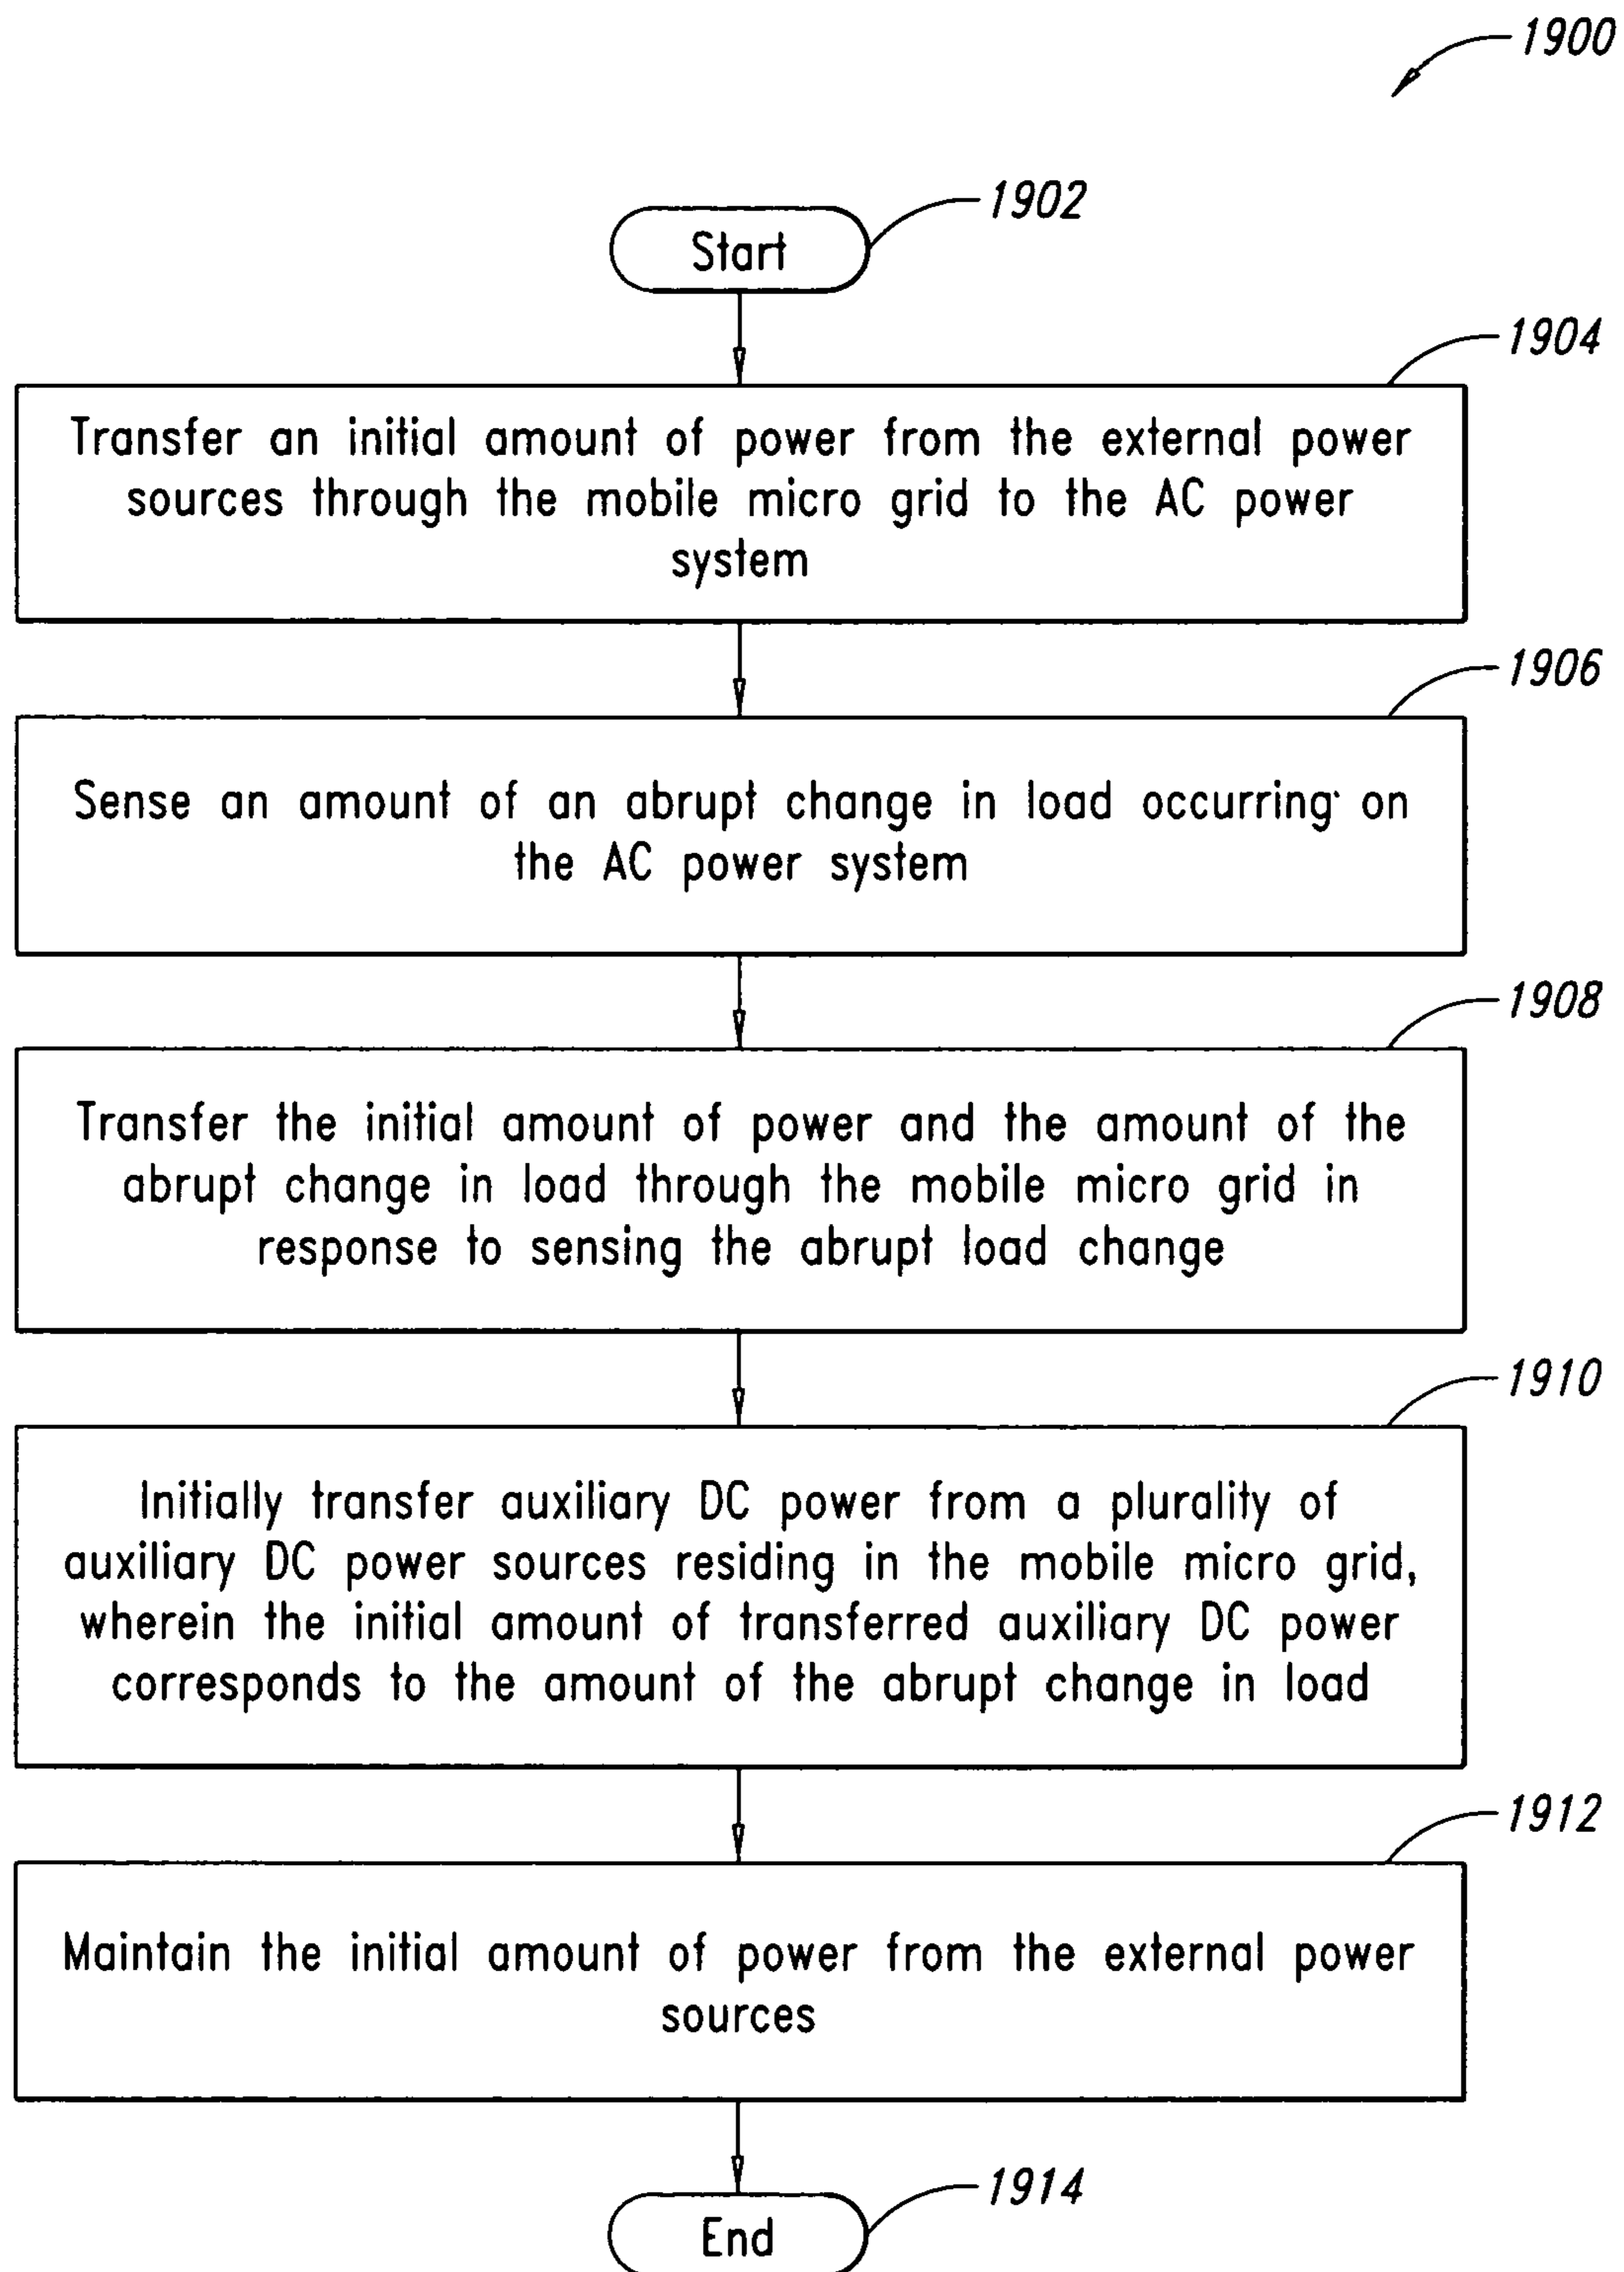 1900
1902
Start
1904
Transfer an initial amount of power from the external power
sources through the mobile micro grid to the AC power
system
1906
Sense an amount of an abrupt change in load occurring on
the AC power system
1908
Transfer the initial amount of power and the amount of the
abrupt change in load through the mobile micro grid in
response to sensing the abrupt load change
1910
Initially transfer auxiliary DC power from a plurality of
auxiliary DC power sources residing in the mobile micro grid,
wherein the initial amount of transferred auxiliary DC power
corresponds to the amount of the abrupt change in load
1912
Maintain the initial amount of power from the external power
sources
1914
End